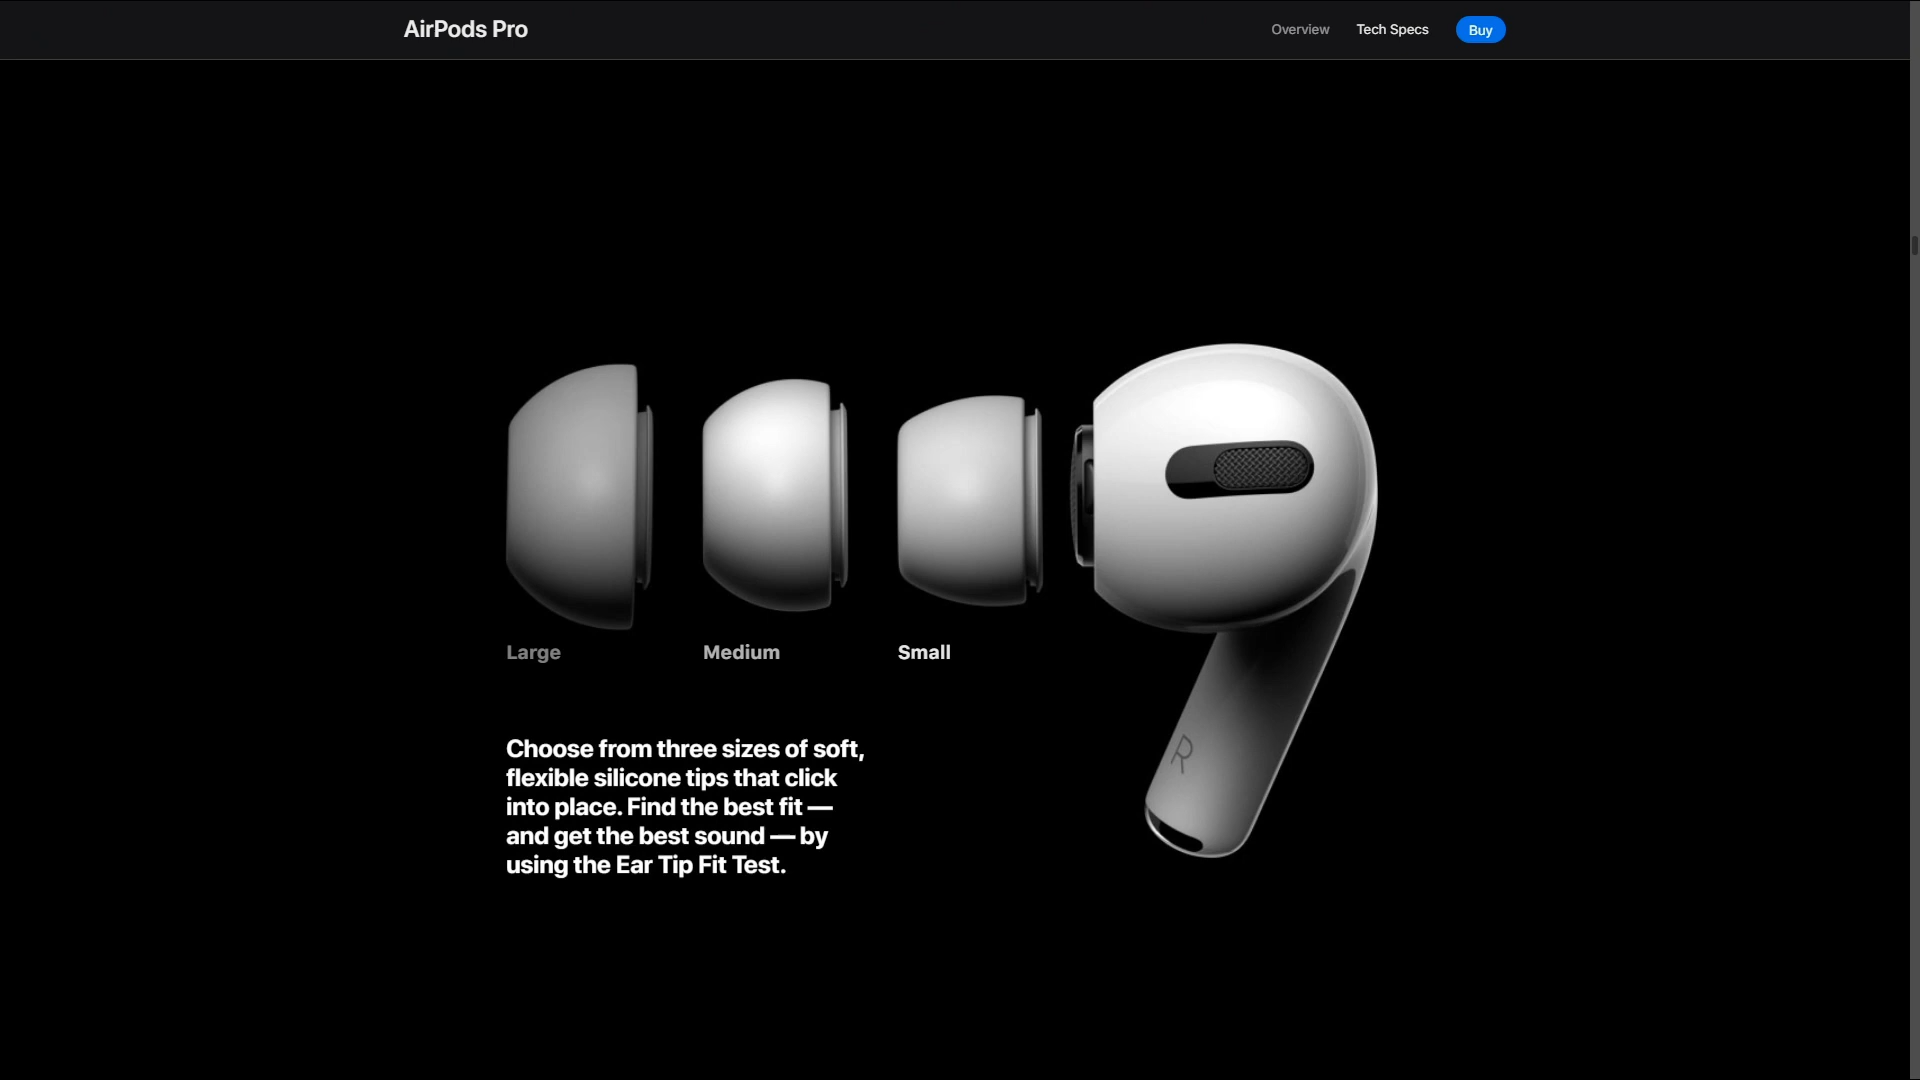 AirPods Pro
Overview
Tech Specs
Buy
Large
Medium
Small
Choose from three sizes of soft,
flexible silicone tips that click
into place. Find the best fit —
and get the best sound — by
using the Ear Tip Fit Test.
R